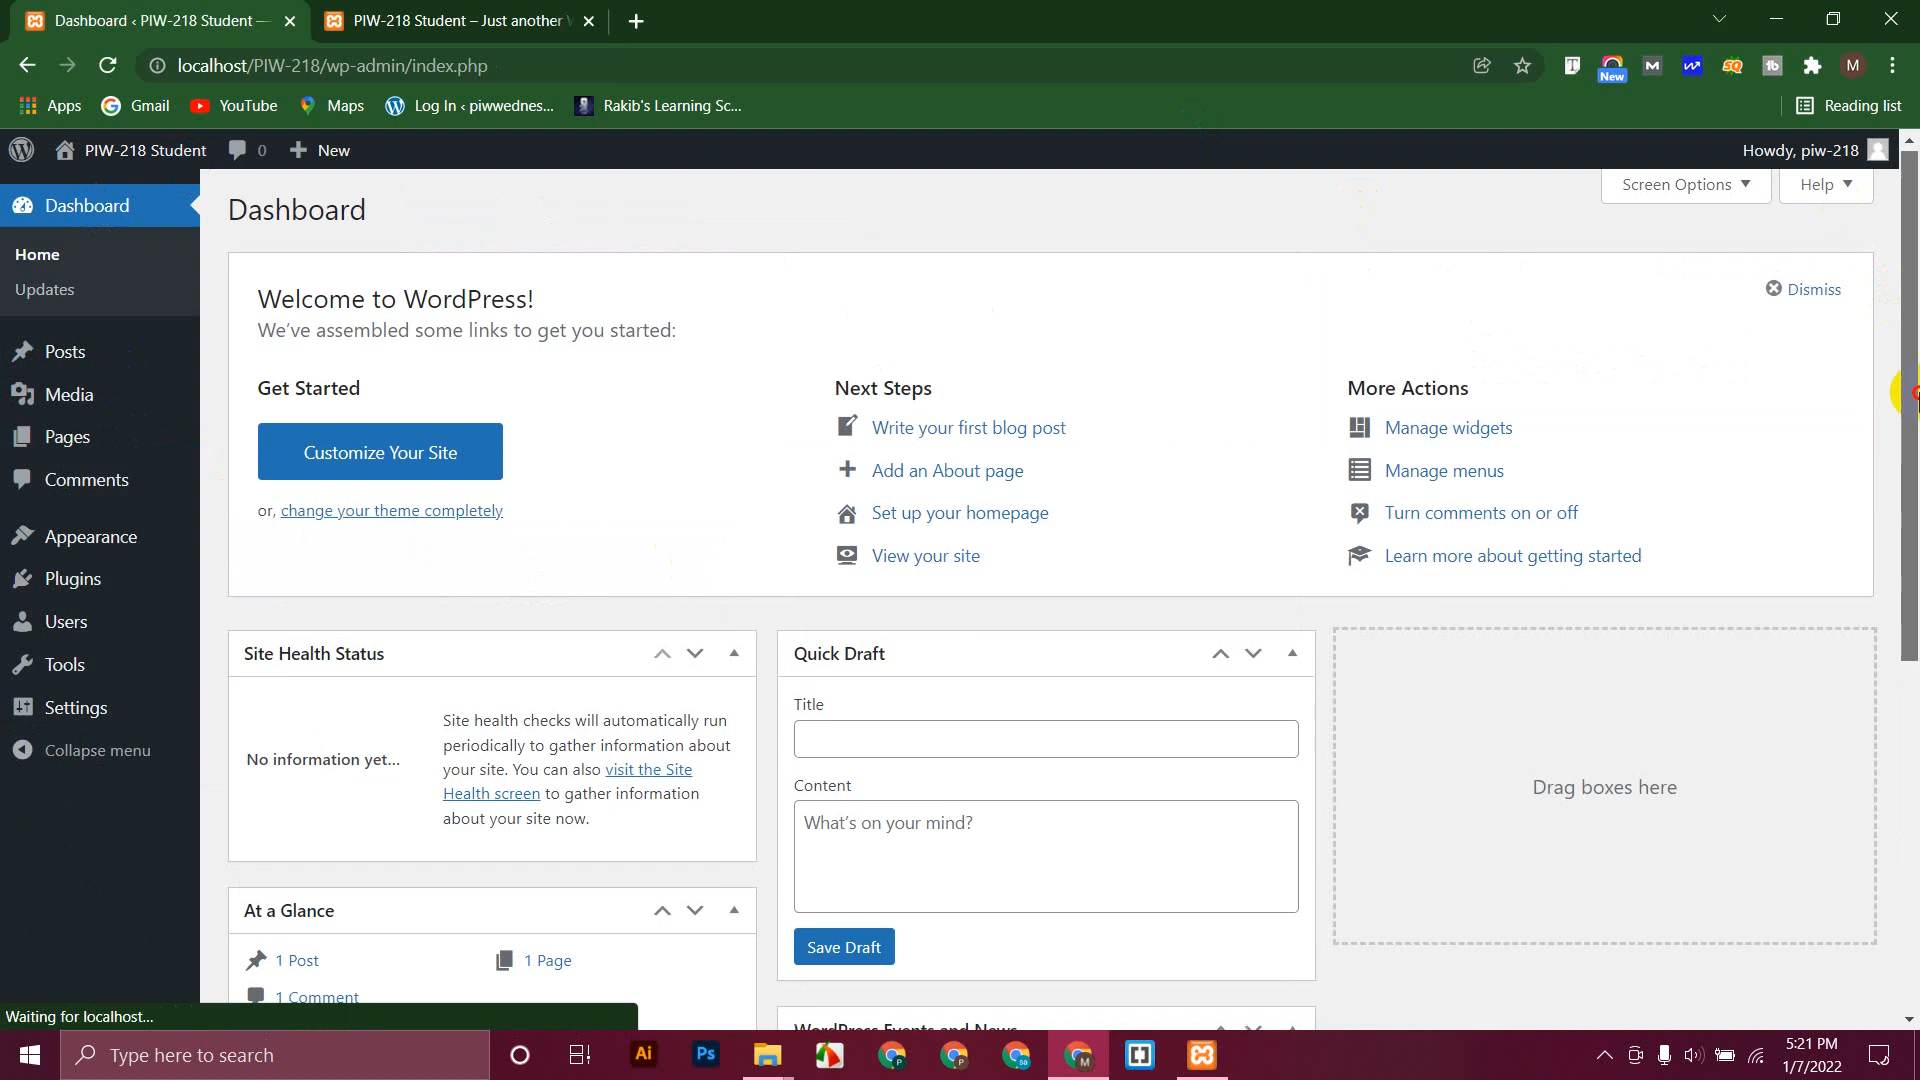 Dashboard ‹ PIW-218 Student —
PIW-218 Student – Just another
localhost/PIW-218/wp-admin/index.php
New
Apps
Gmail
YouTube
Maps
Log In ‹ piwwednes...
Rakib's Learning Sc...
Reading list
PIW-218 Student
0
New
Howdy, piw-218
Dashboard
Home
Updates
Posts
Media
Pages
Comments
Appearance
Plugins
Users
Tools
Settings
Collapse menu
Screen Options
Help
Dashboard
Welcome to WordPress!
We've assembled some links to get you started:
Dismiss
Get Started
Customize Your Site
or, change your theme completely
Next Steps
Write your first blog post
Add an About page
Set up your homepage
View your site
More Actions
Manage widgets
Manage menus
Turn comments on or off
Learn more about getting started
Site Health Status
No information yet...
Site health checks will automatically run
periodically to gather information about
your site. You can also visit the Site
Health screen to gather information
about your site now.
At a Glance
1 Post
1 Page
1 Comment
Quick Draft
Title
Content
What's on your mind?
Save Draft
WordPress Events and News
Drag boxes here
Waiting for localhost...
Type here to search
5:21 PM
1/7/2022